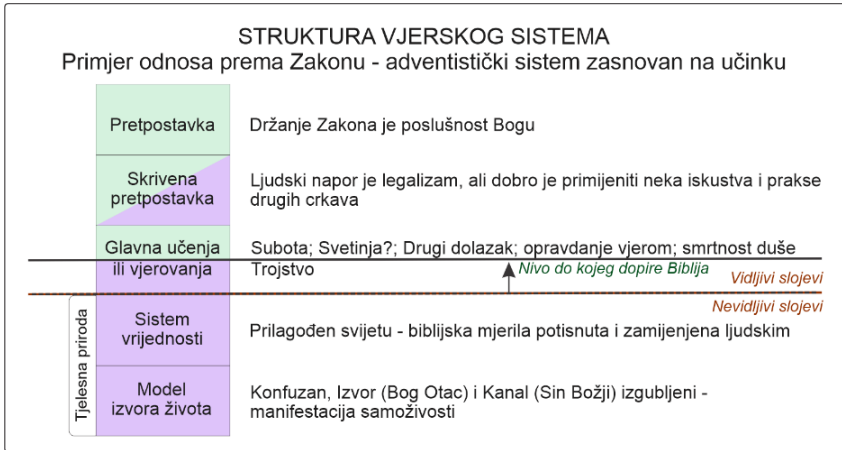 STRUKTURA VJERSKOG SISTEMA
Primjer odnosa prema Zakonu - adventistički sistem zasnovan na učinku
Pretpostavka
Držanje Zakona je poslušnost Bogu
Skrivena
pretpostavka
Ljudski napor je legalizam, ali dobro je primijeniti neka iskustva i prakse
drugih crkava
Glavna učenja
ili vjerovanja
Subota; Svetinja?; Drugi dolazak; opravdanje vjerom; smrtnost duše
Trojstvo
Nivo do kojeg dopire Biblija
Vidljivi slojevi
Nevidljivi slojevi
Tjelesna priroda
Sistem
vrijednosti
Prilagođen svijetu - biblijska mjerila potisnuta i zamijenjena ljudskim
Model
izvora života
Konfuzan, Izvor (Bog Otac) i Kanal (Sin Božji) izgubljeni -
manifestacija samoživosti